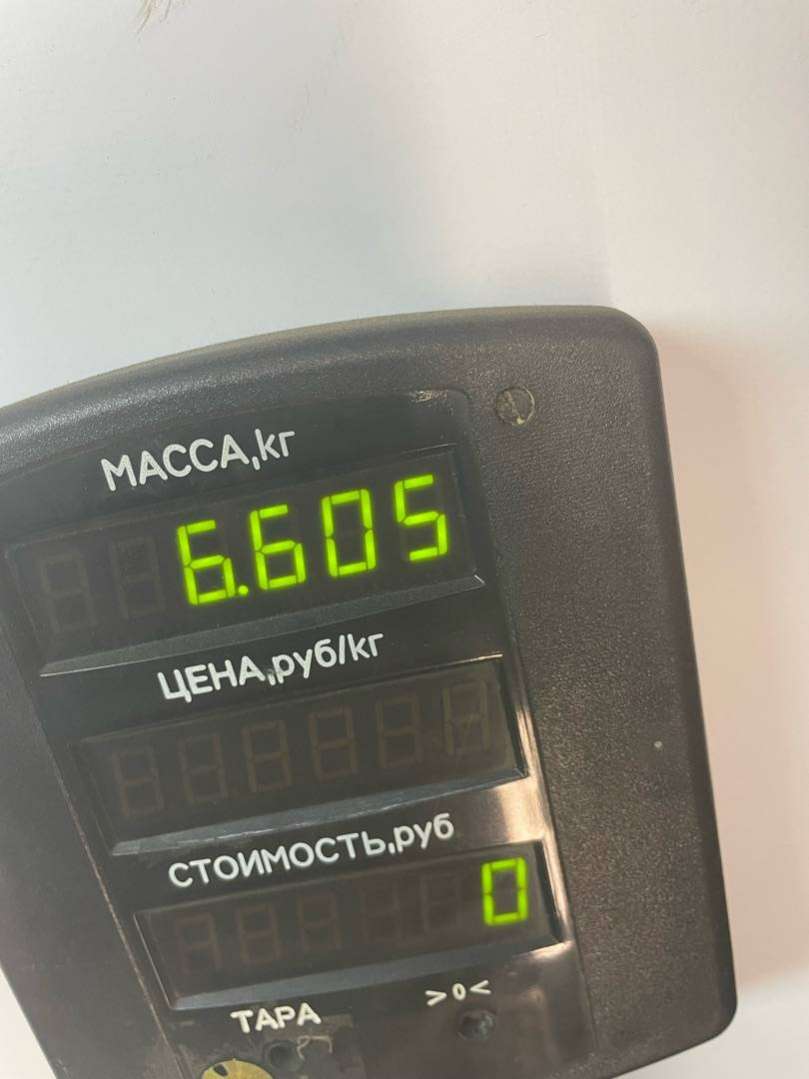 МАССА,кг
6.605
ЦЕНА,руб/кг
СТОИМОСТЬ,руб
0
ТАРА >0<